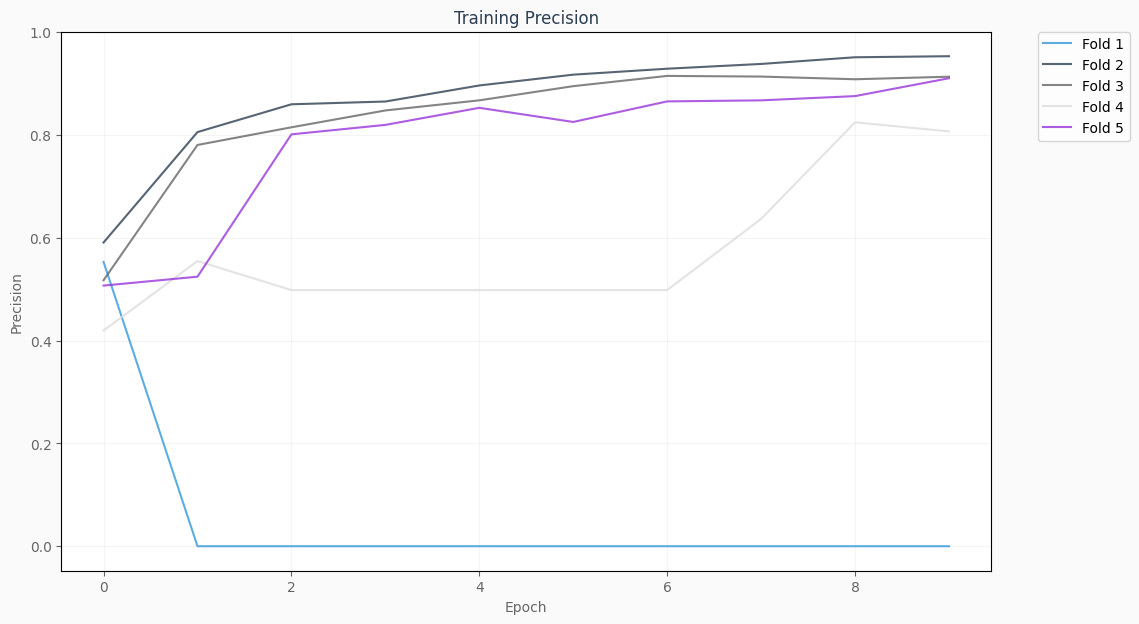 Training Precision
Fold 1
Fold 2
Fold 3
Fold 4
Fold 5
Precision
1.0
0.8
0.6
0.4
0.2
0.0
0 2 4 6 8
Epoch